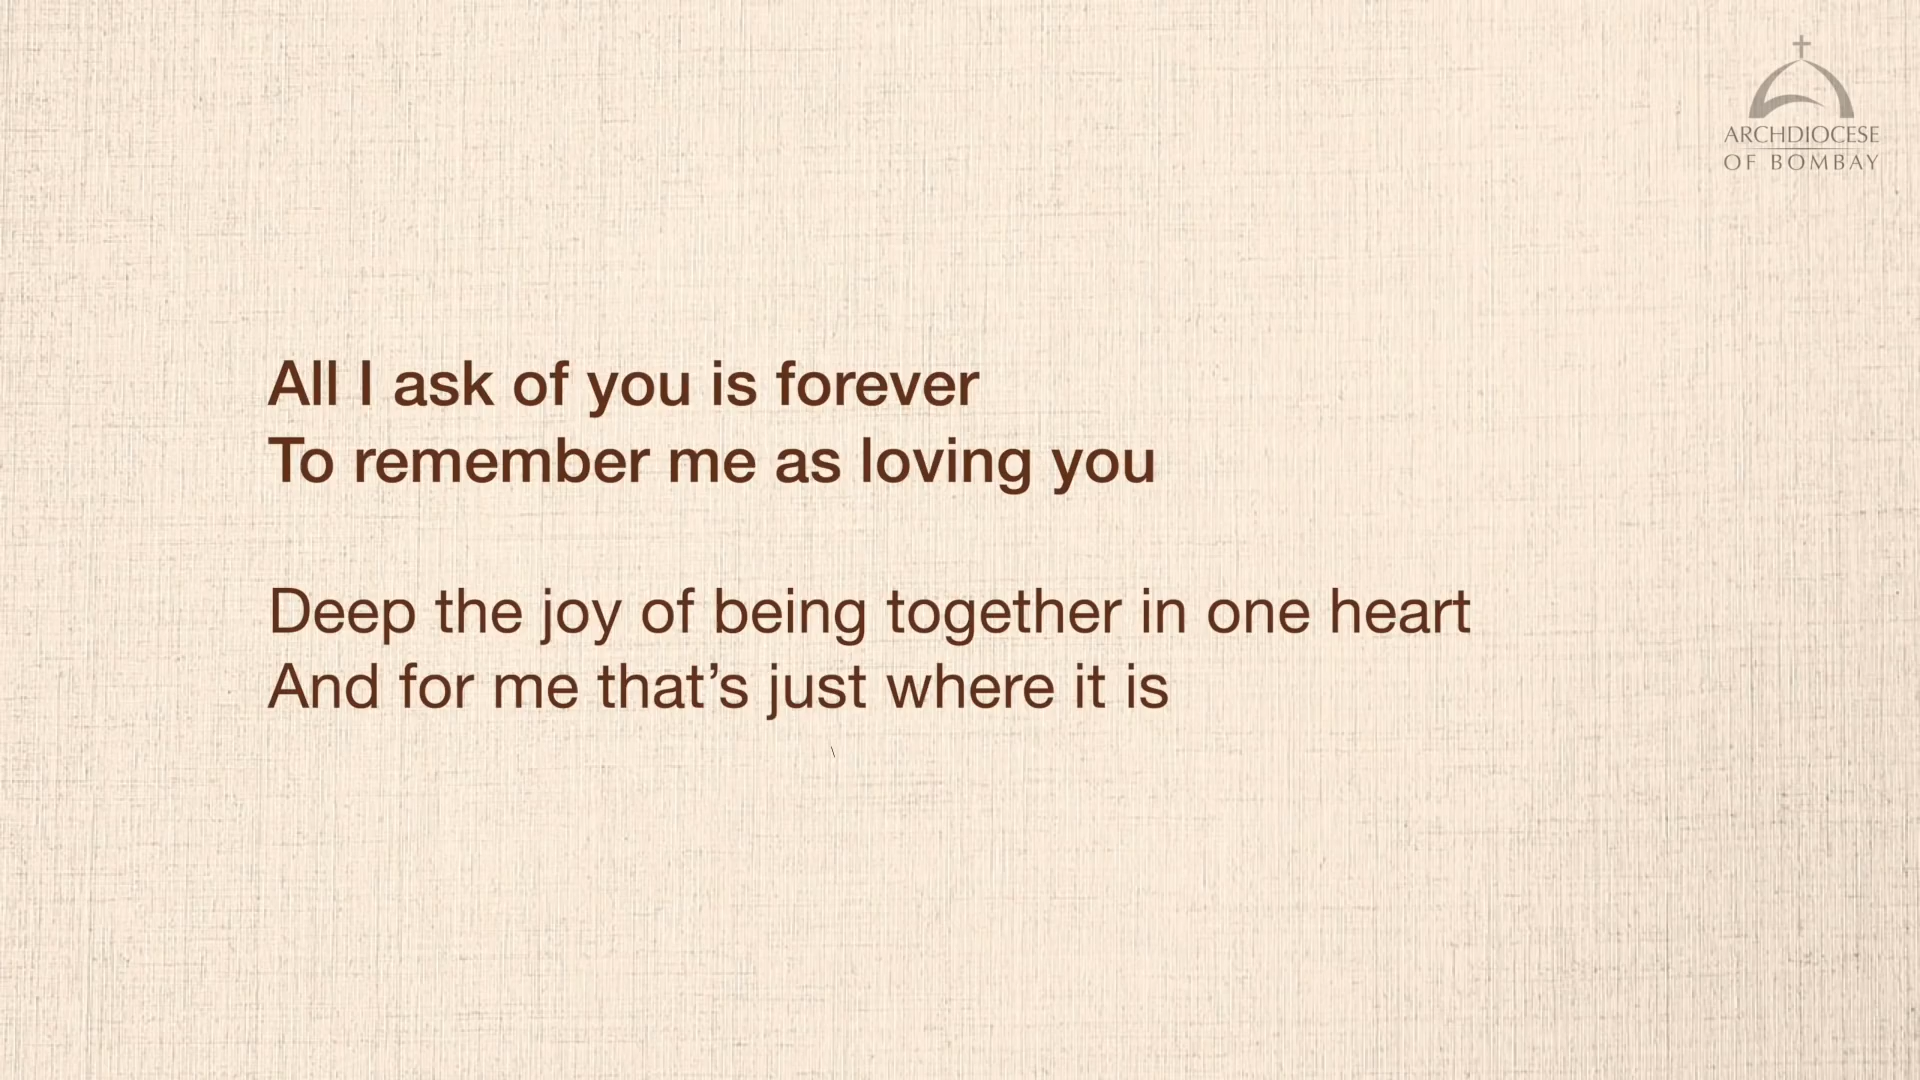 ARCHDIOCESE
OF BOMBAY
All I ask of you is forever
To remember me as loving you
Deep the joy of being together in one heart
And for me that’s just where it is